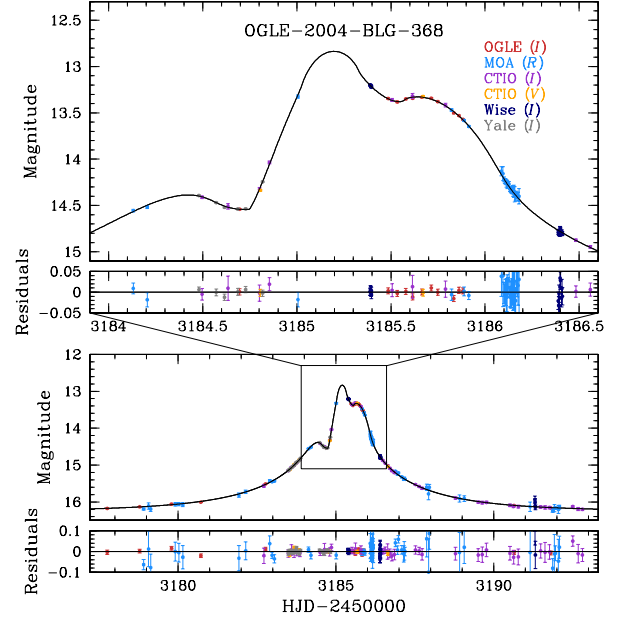 OGLE-2004-BLG-368
OGLE (I)
MOA (R)
CTIO (I)
CTIO (V)
Wise (I)
Yale (I)
Magnitude
12.5
13
13.5
14
14.5
15
Residuals
0.05
0
-0.05
3184
3184.5
3185
3185.5
3186
3186.5
Magnitude
12
13
14
15
16
Residuals
0.1
0
-0.1
3180
3185
3190
HJD-2450000